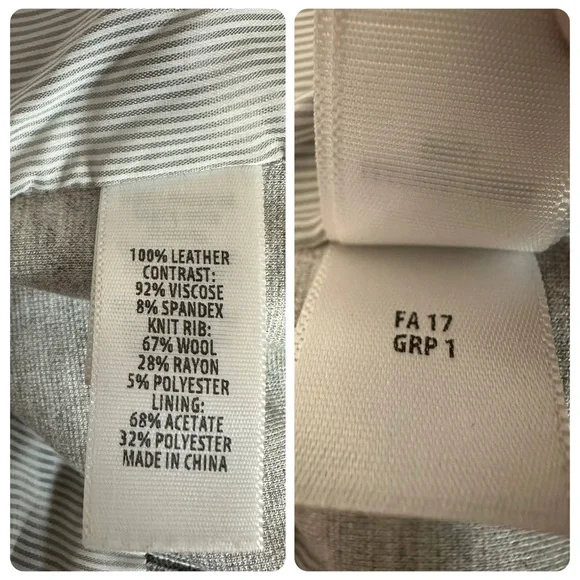 100% LEATHER
CONTRAST:
92% VISCOSE
8% SPANDEX
KNIT RIB:
67% WOOL
28% RAYON
5% POLYESTER
LINING:
68% ACETATE
32% POLYESTER
MADE IN CHINA
FA 17
GRP 1